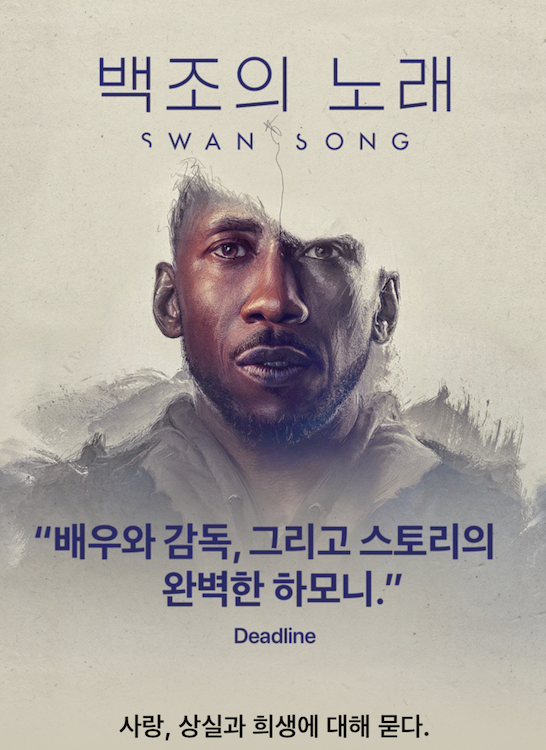 백조의 노래
SWAN SONG
“배우와 감독, 그리고 스토리의
완벽한 하모니.”
Deadline
사랑, 상실과 희생에 대해 묻다.